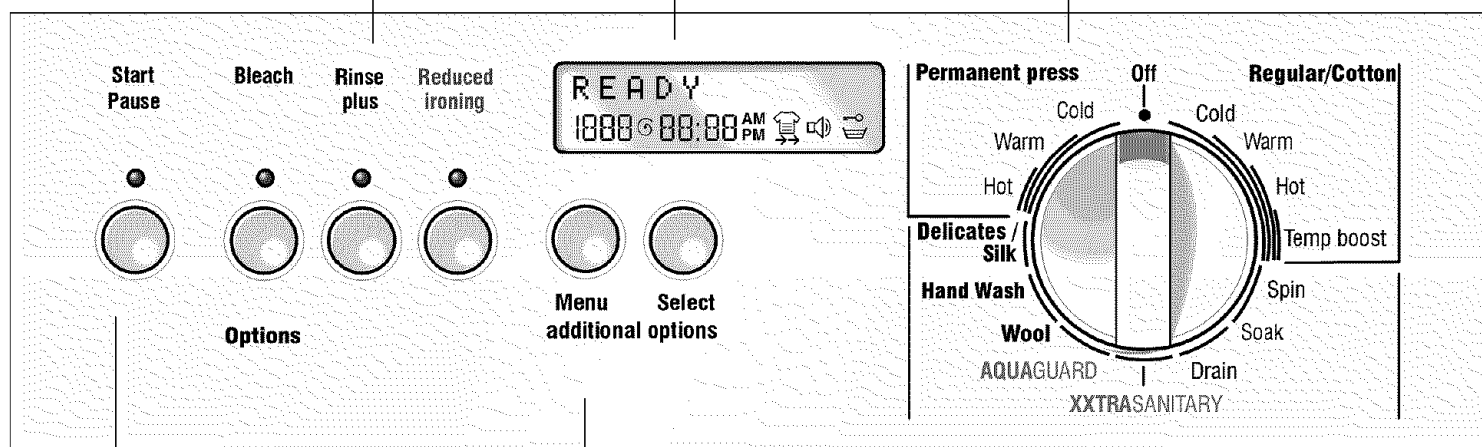 Start
Pause
Bleach
Rinse
plus
Reduced
ironing
READY
1888 88:88 AM
PM
Options
Menu
Select
additional options
Permanent press
Off
Regular/Cotton
Cold
Warm
Hot
Cold
Warm
Hot
Temp boost
Delicates /
Silk
Hand Wash
Wool
AQUAGUARD
XXTRASANITARY
Spin
Soak
Drain